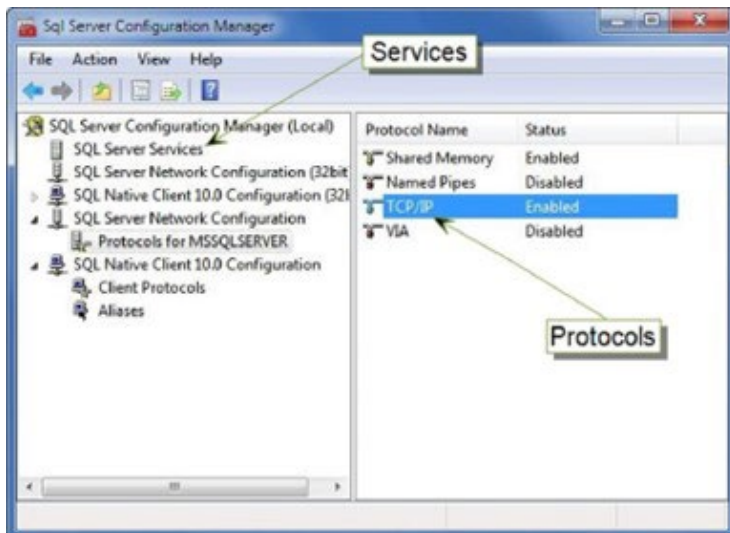 Sql Server Configuration Manager
File Action View Help
Services
SQL Server Configuration Manager (Local)
SQL Server Services
SQL Server Network Configuration (32bit
SQL Native Client 10.0 Configuration (32
SQL Server Network Configuration
Protocols for MSSQLSERVER
SQL Native Client 10.0 Configuration
Client Protocols
Aliases
Protocol Name Status
Shared Memory Enabled
Named Pipes Disabled
TCP/IP Enabled
VIA Disabled
Protocols